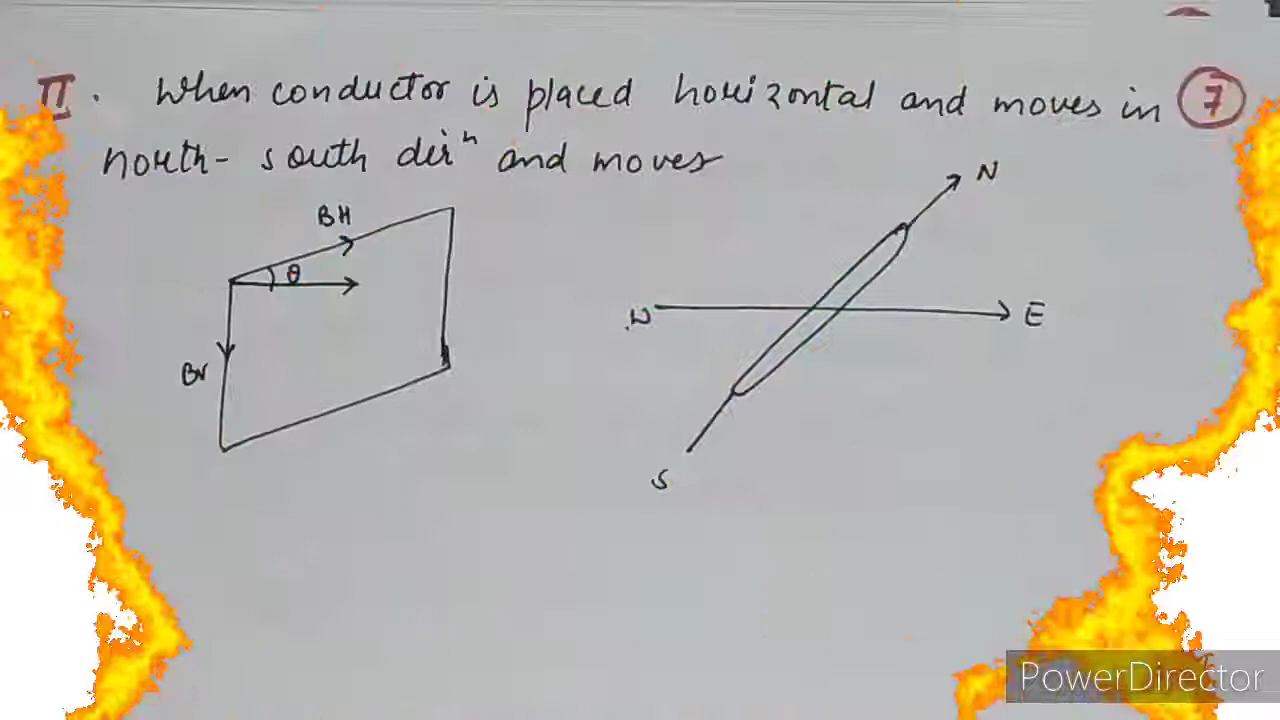 II. When conductor is placed horizontal and moves in 7
north- south dirⁿ and moves
BH
N
θ
W
E
BV
S
PowerDirector